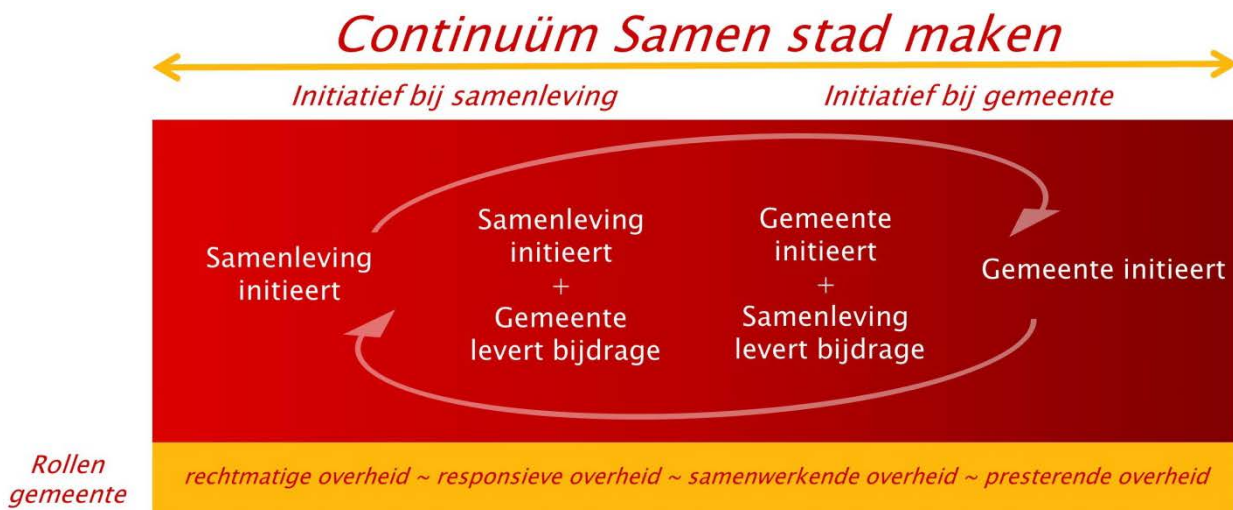 Continuüm Samen stad maken
Initiatief bij samenleving
Initiatief bij gemeente
Samenleving
initieert
Samenleving
initieert
+
Gemeente
levert bijdrage
Gemeente
initieert
+
Samenleving
levert bijdrage
Gemeente initieert
Rollen
gemeente
rechtmatige overheid ~ responsieve overheid ~ samenwerkende overheid ~ presterende overheid